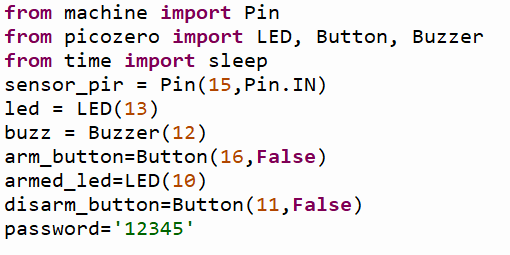 from machine import Pin
from picozero import LED, Button, Buzzer
from time import sleep
sensor_pir = Pin(15,Pin.IN)
led = LED(13)
buzz = Buzzer(12)
arm_button=Button(16,False)
armed_led=LED(10)
disarm_button=Button(11,False)
password='12345'